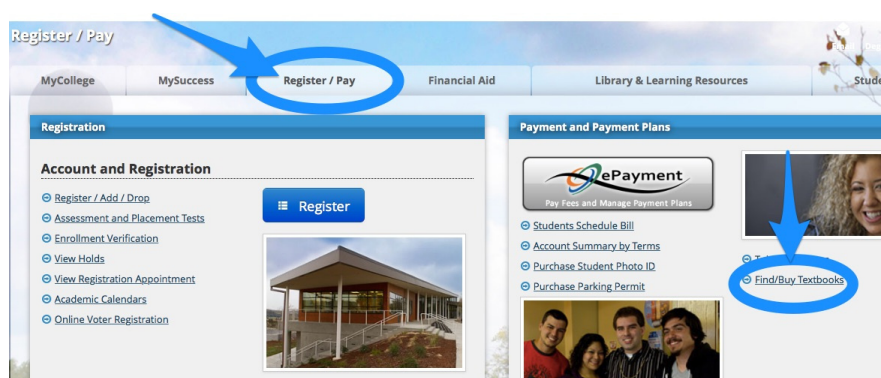 Register / Pay
MyCollege
MySuccess
Register / Pay
Financial Aid
Library & Learning Resources
Stude
Registration
Account and Registration
Register / Add / Drop
Assessment and Placement Tests
Enrollment Verification
View Holds
View Registration Appointment
Academic Calendars
Online Voter Registration
Register
Payment and Payment Plans
ePayment
Pay Fees and Manage Payment Plans
Students Schedule Bill
Account Summary by Terms
Purchase Student Photo ID
Purchase Parking Permit
Find/Buy Textbooks